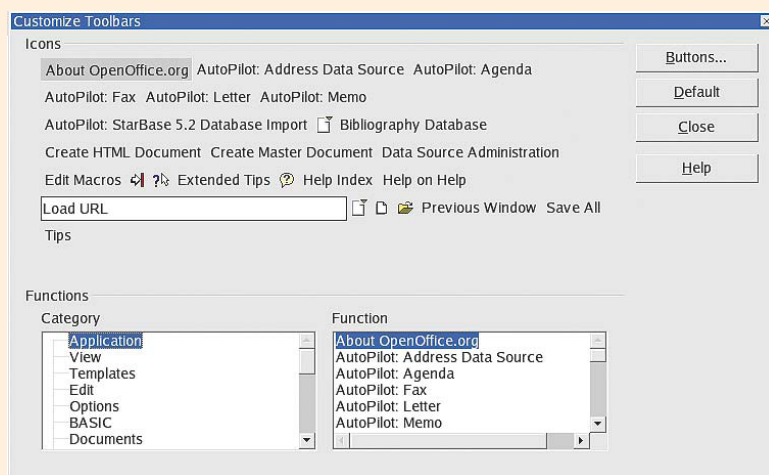 Customize Toolbars
Icons
About OpenOffice.org AutoPilot: Address Data Source AutoPilot: Agenda
AutoPilot: Fax AutoPilot: Letter AutoPilot: Memo
AutoPilot: StarBase 5.2 Database Import Bibliography Database
Create HTML Document Create Master Document Data Source Administration
Edit Macros Extended Tips Help Index Help on Help
Load URL Previous Window Save All
Tips
Buttons...
Default
Close
Help
Functions
Category
Application
View
Templates
Edit
Options
BASIC
Documents
Function
About OpenOffice.org
AutoPilot: Address Data Source
AutoPilot: Agenda
AutoPilot: Fax
AutoPilot: Letter
AutoPilot: Memo